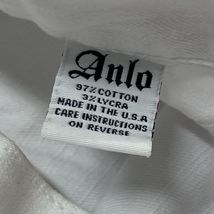 Anlo
97% COTTON
3% LYCRA
MADE IN THE U.S.A
CARE INSTRUCTIONS
ON REVERSE